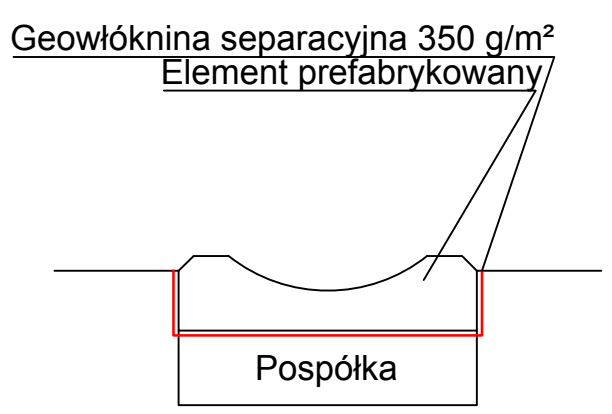 Geowłóknina separacyjna 350 g/m²
Element prefabrykowany
Pospółka